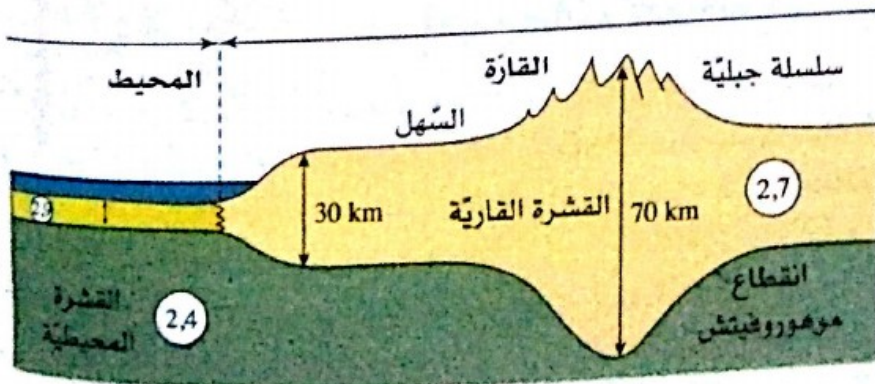 سلسلة جبليّة
القارّة
المحيط
السّهل
2,7
70 km
القشرة القاريّة
30 km
انقطاع
موهوروفيتش
القشرة
المحيطيّة
2,4